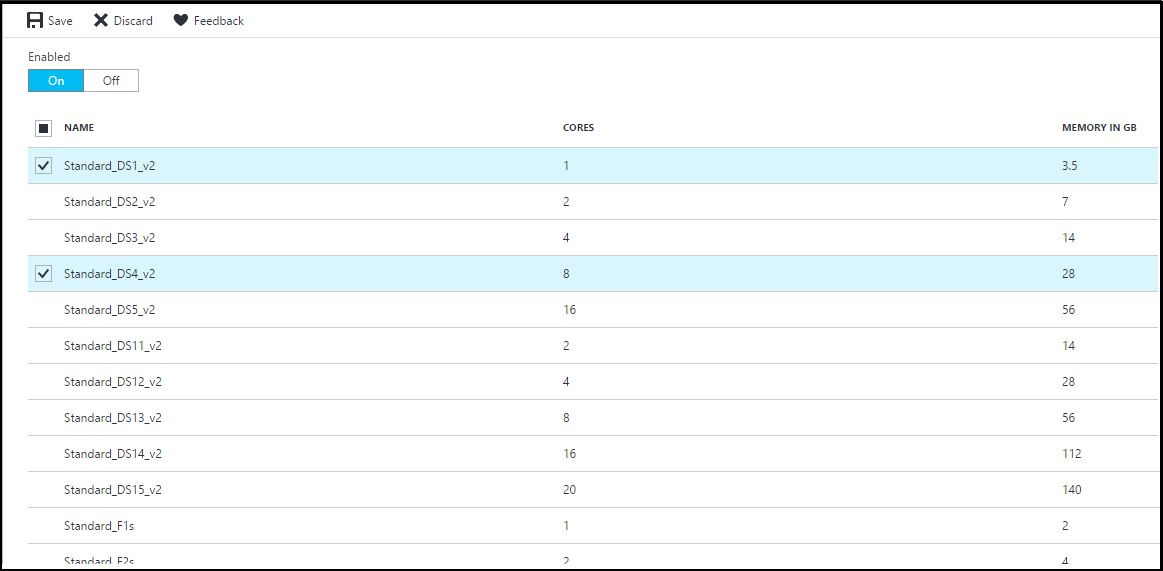 Save Discard Feedback
Enabled
On Off
NAME CORES MEMORY IN GB
Standard_DS1_v2 1 3.5
Standard_DS2_v2 2 7
Standard_DS3_v2 4 14
Standard_DS4_v2 8 28
Standard_DS5_v2 16 56
Standard_DS11_v2 2 14
Standard_DS12_v2 4 28
Standard_DS13_v2 8 56
Standard_DS14_v2 16 112
Standard_DS15_v2 20 140
Standard_F1s 1 2
Standard_F2s 2 4